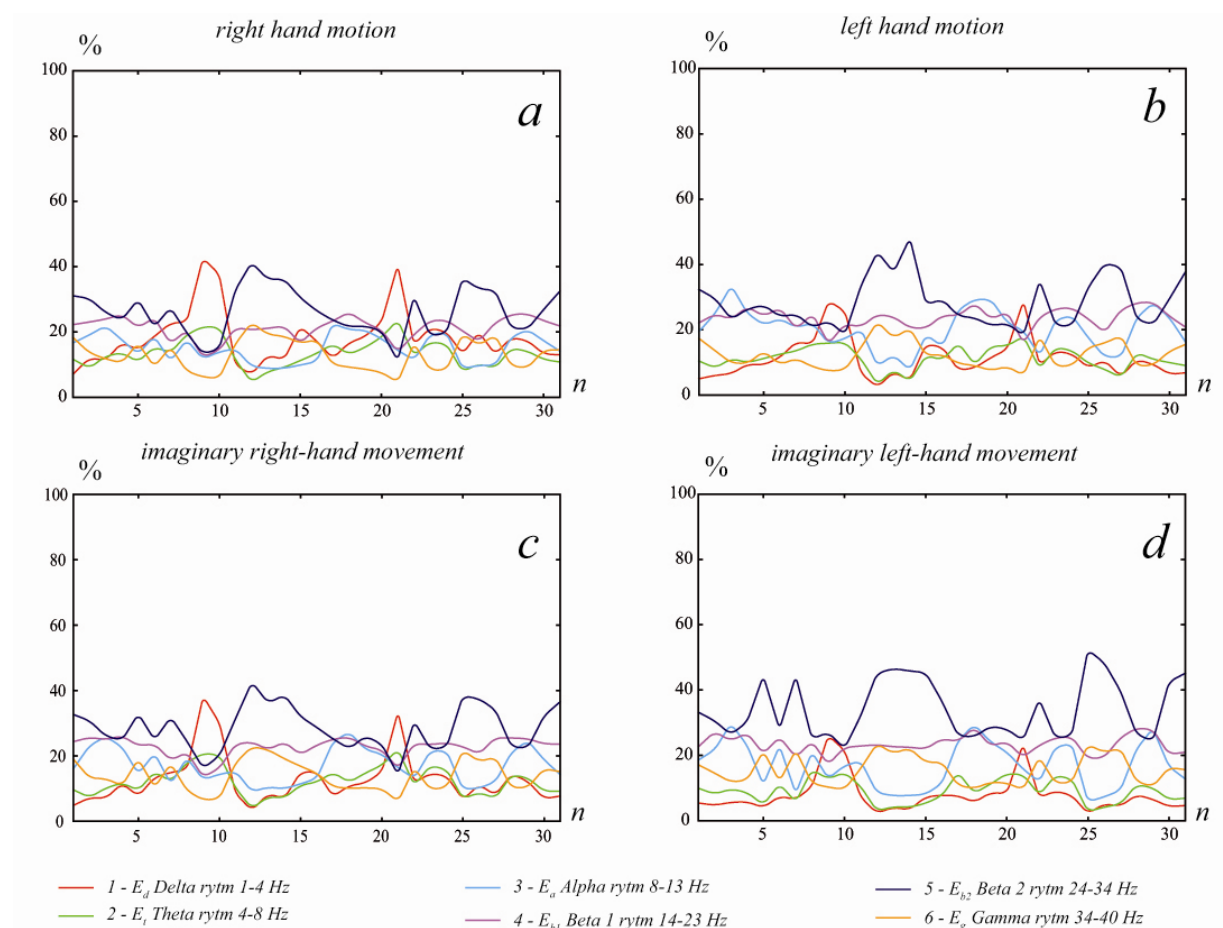 right hand motion
left hand motion
%
a
100
80
60
40
20
0
5 10 15 20 25 30
n
%
b
100
80
60
40
20
0
5 10 15 20 25 30
n
imaginary right-hand movement
imaginary left-hand movement
%
c
100
80
60
40
20
0
5 10 15 20 25 30
n
%
d
100
80
60
40
20
0
5 10 15 20 25 30
n
1 - Ed Delta rytm 1-4 Hz
2 - Et Theta rytm 4-8 Hz
3 - Ea Alpha rytm 8-13 Hz
4 - Eb1 Beta 1 rytm 14-23 Hz
5 - Eb2 Beta 2 rytm 24-34 Hz
6 - Eg Gamma rytm 34-40 Hz